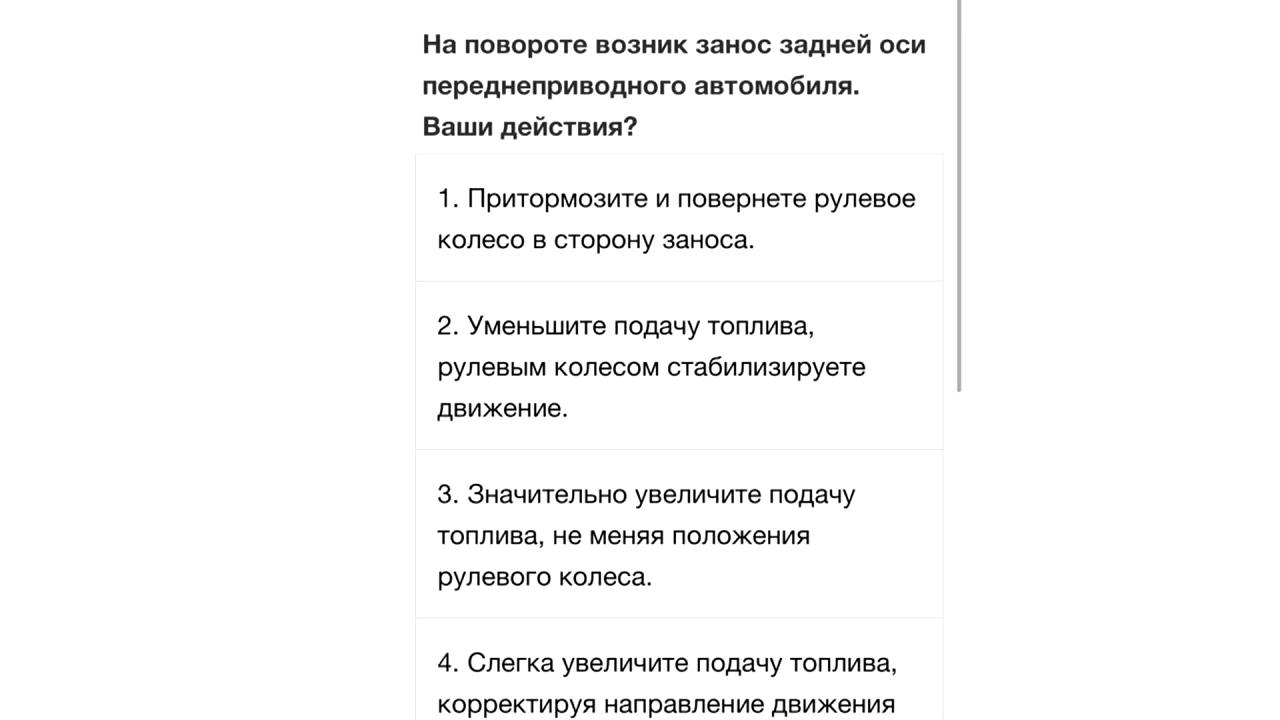 На повороте возник занос задней оси
переднеприводного автомобиля.
Ваши действия?
1. Притормозите и повернете рулевое
колесо в сторону заноса.
2. Уменьшите подачу топлива,
рулевым колесом стабилизируете
движение.
3. Значительно увеличите подачу
топлива, не меняя положения
рулевого колеса.
4. Слегка увеличите подачу топлива,
корректируя направление движения